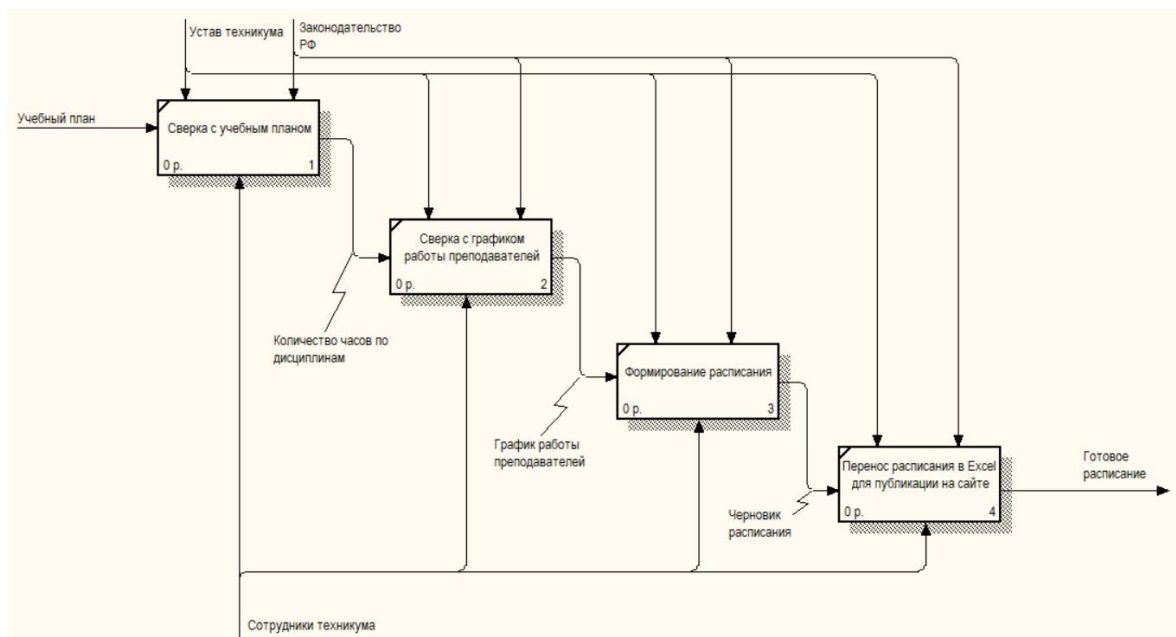 Устав техникума
Законодательство
РФ
Учебный план
Сверка с учебным планом
0 р.
1
Сверка с графиком
работы преподавателей
0 р.
2
Количество часов по
дисциплинам
Формирование расписания
0 р.
3
График работы
преподавателей
Перенос расписания в Excel
для публикации на сайте
0 р.
4
Готовое
расписание
Черновик
расписания
Сотрудники техникума